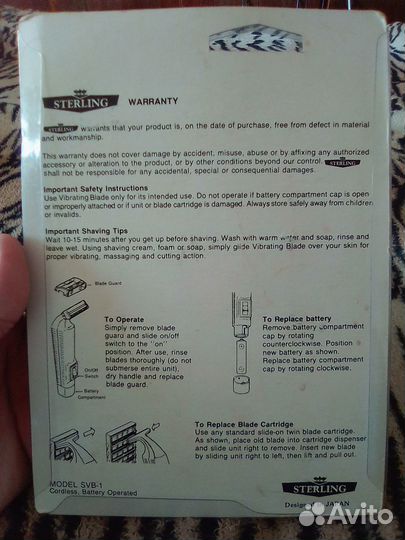 STERLING WARRANTY
STERLING warrants that your product is, on the date of purchase, free from defect in material
and workmanship.
This warranty does not cover damage by accident, misuse, abuse or by affixing any authorized
accessory or alteration to the product, or by other conditions beyond our control. STERLING
shall not be responsible for any accidental, special or consequential damages.
Important Safety Instructions
Use Vibrating Blade only for its ideal means. Do not operate if battery compartment cap is open
or improperly attached or if unit or blade cartridge is damaged. Always store safely away from children
or invalids.
Important Shaving Tips
Wait 10-15 minutes after you get up before shaving. Wash with warm water and soap, rinse and
leave wet. Using shaving cream, foam or soap, simply glide Vibrating Blade over your skin for
proper vibrating, massaging and cutting action.
Blade Guard
To Operate
Simply remove blade
guard and slide on/off
switch to the "on"
position. After use, rinse
blades thoroughly (do not
submerse entire unit),
dry handle and replace
blade guard.
On/Off
Switch
Battery
Compartment
To Replace battery
Remove battery compartment
cap by rotating
counterclockwise. Position
new battery as shown.
Replace battery compartment
cap by rotating clockwise.
To Replace Blade Cartridge
Use any standard slide-on twin blade cartridge.
As shown, place old blade into cartridge dispenser
and slide unit right to remove. Insert new blade
by sliding unit right to left, then lift and pull out.
MODEL SVB-1
Cordless, Battery Operated
STERLING
JAPAN
Avito